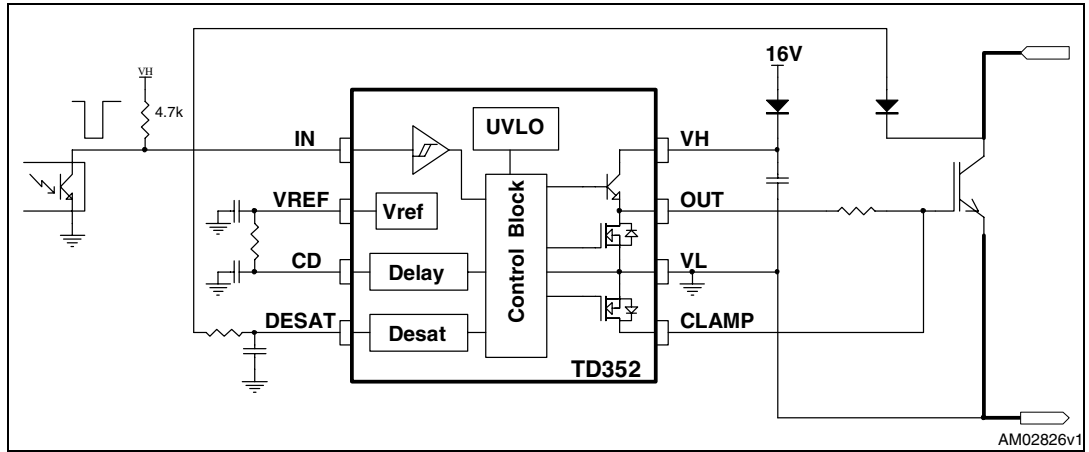 16V
VH
4.7k
UVLO
IN
VH
VREF
Vref
OUT
Control Block
CD
Delay
VL
DESAT
Desat
CLAMP
TD352
AM02826v1